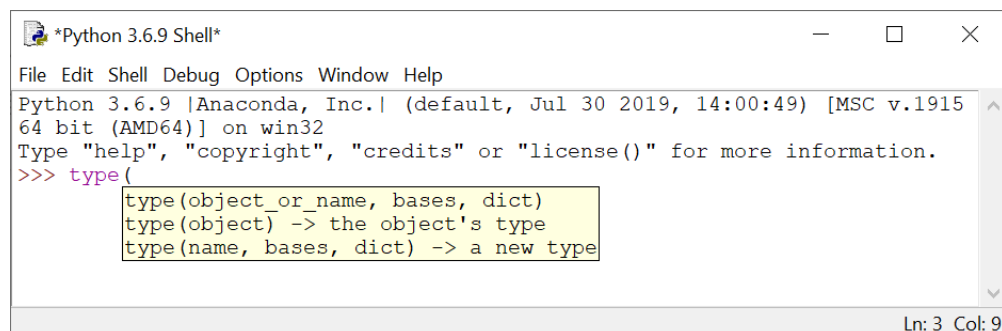 *Python 3.6.9 Shell*
File Edit Shell Debug Options Window Help
Python 3.6.9 |Anaconda, Inc.| (default, Jul 30 2019, 14:00:49) [MSC v.1915
64 bit (AMD64)] on win32
Type "help", "copyright", "credits" or "license()" for more information.
>>> type(
type(object_or_name, bases, dict)
type(object) -> the object's type
type(name, bases, dict) -> a new type
Ln: 3 Col: 9